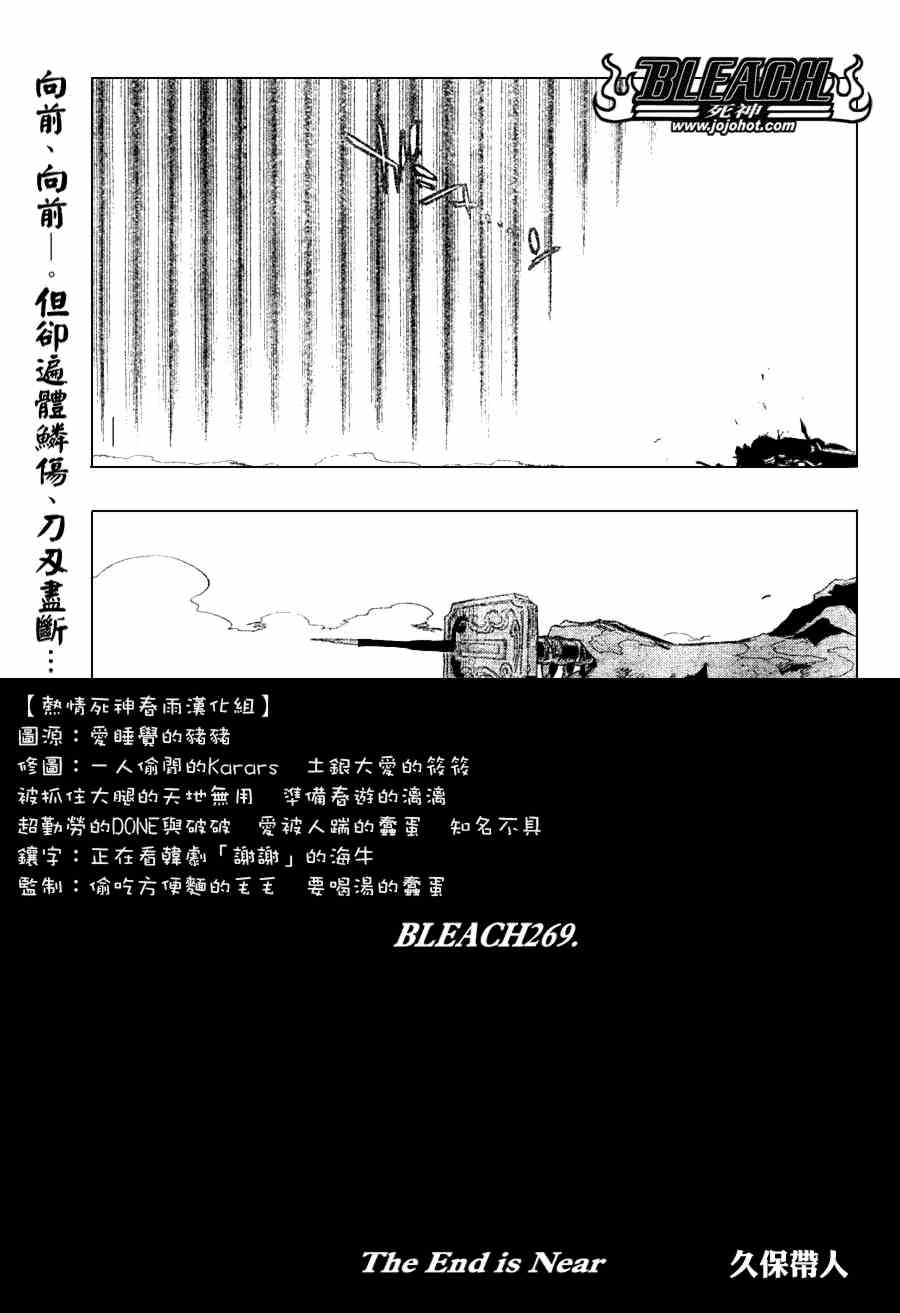 BLEACH
死神
www.jojohot.com
向前、向前—。但卻遍體鱗傷、刀刃盡斷…
【熱情死神春雨漢化組】
圖源：愛睡覺的豬豬
修圖：一人偷閒的Karars 土銀大愛的筱筱
被抓住大腿的天地無用 準備春遊的漓漓
超勤勞的DONE與破破 愛被人踹的蠢蛋 知名不具
鑲字：正在看韓劇「謝謝」的海牛
監制：偷吃方便麵的王王 要喝湯的蠢蛋
BLEACH269.
The End is Near
久保帶人